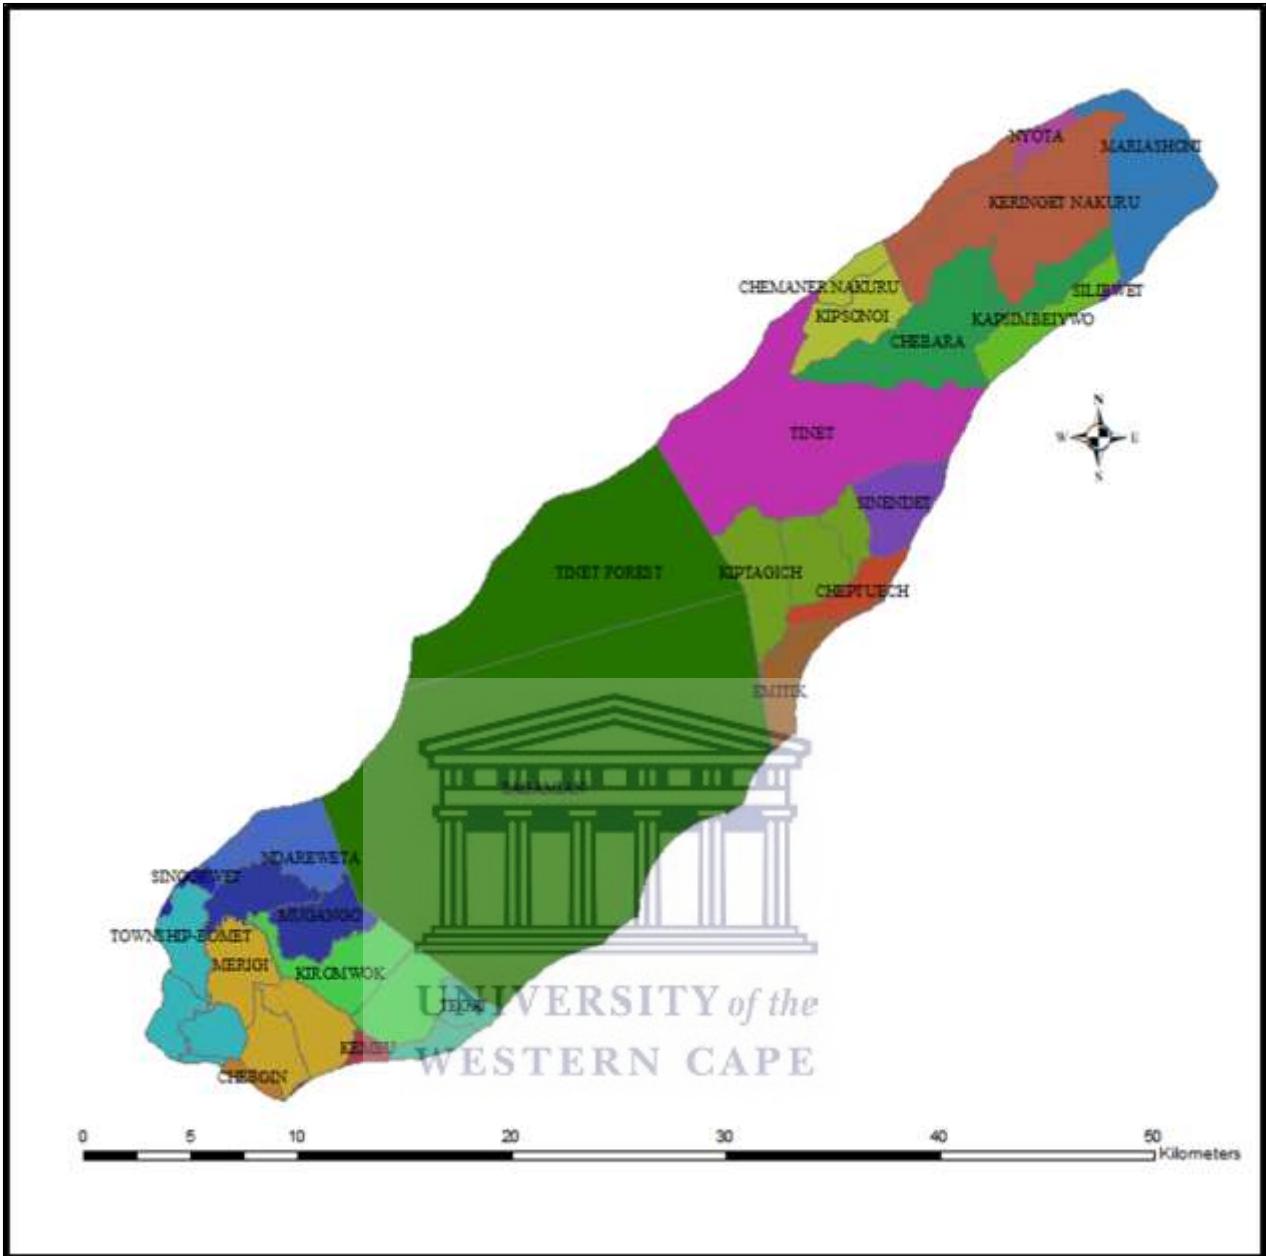 NYOTA
MARIASHONI
KERINGET NAKURU
CHEMANER NAKURU
SILIBWET
KIPSONOI
KAPSIMBEIYWO
CHEBARA
N
W E
S
TINET
SINENDET
TINET FOREST
KIPTAGICH
CHEPTUECH
EMITIK
NDAREWETA
MUGANGO
TOWNSHIP-BOMET
MERIGI
KIROMWOK
UNIVERSITY of the
KEMBU
WESTERN CAPE
CHEBOIN
0 5 10 20 30 40 50
Kilometers